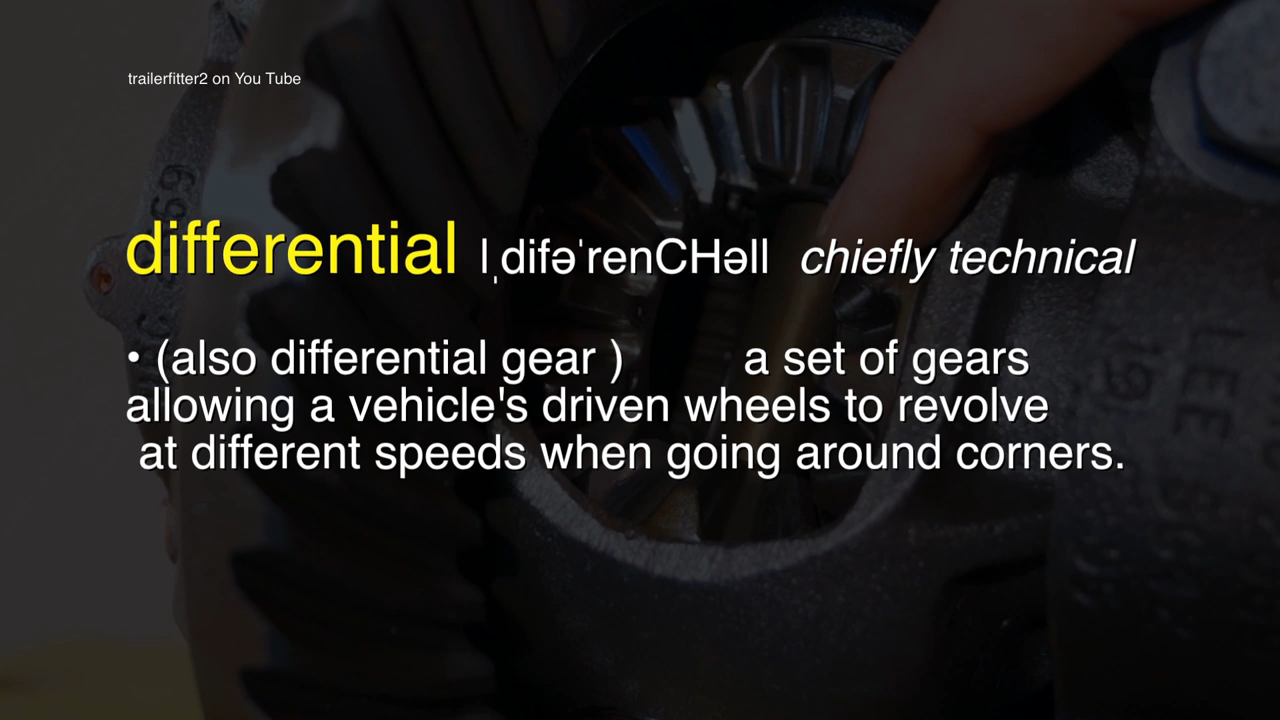 trailerfitter2 on You Tube
differential |ˌdifəˈrenCHəl| chiefly technical
• (also differential gear ) a set of gears
allowing a vehicle's driven wheels to revolve
at different speeds when going around corners.